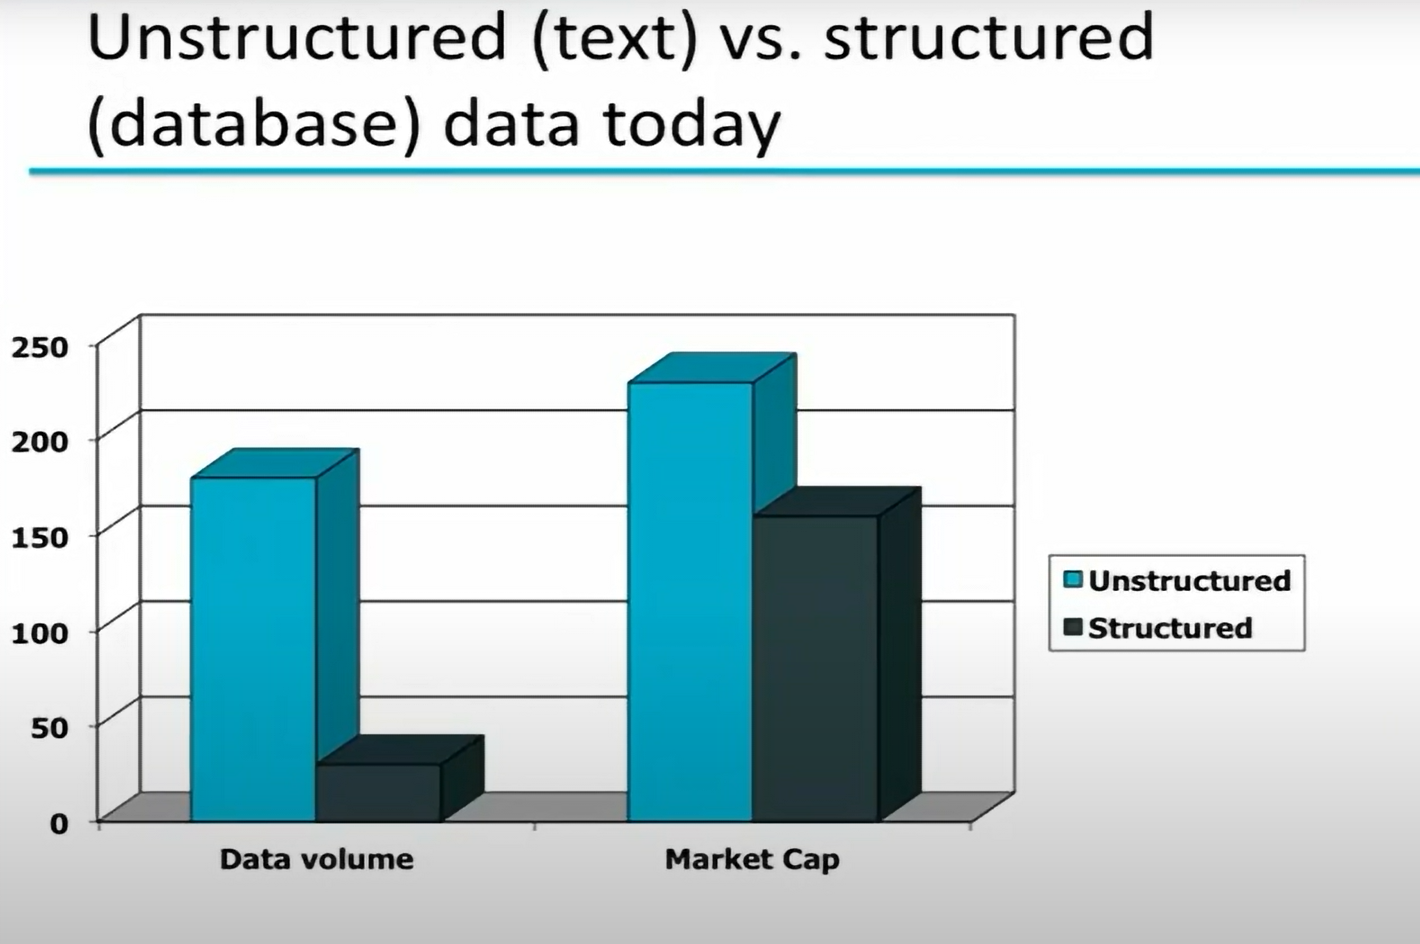 Unstructured (text) vs. structured
(database) data today
250
200
150
100
50
0
Data volume
Market Cap
Unstructured
Structured